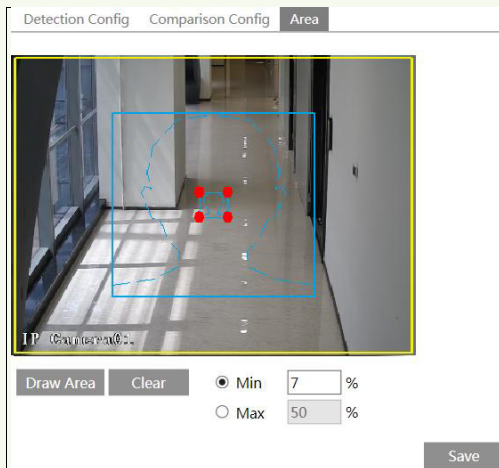 Detection Config Comparison Config Area
IP Camera01.
Draw Area Clear Min 7 %
Max 50 %
Save